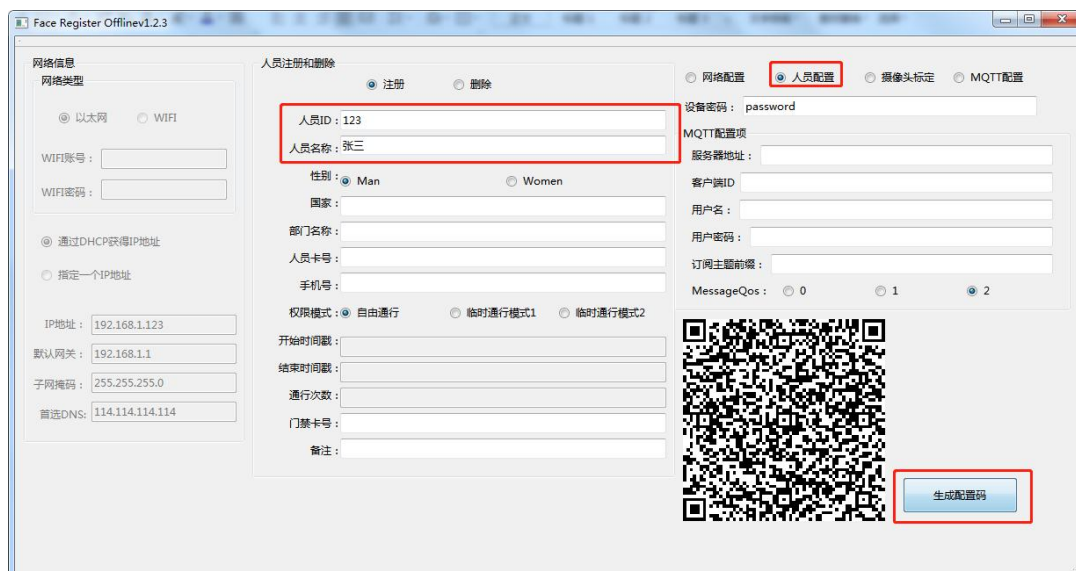 Face Register Offlinev1.2.3
网络信息
网络类型
以太网 WIFI
WIFI账号：
WIFI密码：
通过DHCP获得IP地址
指定一个IP地址
IP地址： 192.168.1.123
默认网关： 192.168.1.1
子网掩码： 255.255.255.0
首选DNS: 114.114.114.114
人员注册和删除
注册 删除
人员ID：123
人员名称：张三
性别：Man Women
国家：
部门名称：
人员卡号：
手机号：
权限模式：自由通行 临时通行模式1 临时通行模式2
开始时间戳：
结束时间戳：
通行次数：
门禁卡号：
备注：
网络配置 人员配置 摄像头标定 MQTT配置
设备密码： password
MQTT配置项
服务器地址：
客户端ID
用户名：
用户密码：
订阅主题前缀：
MessageQos： 0 1 2
生成配置码